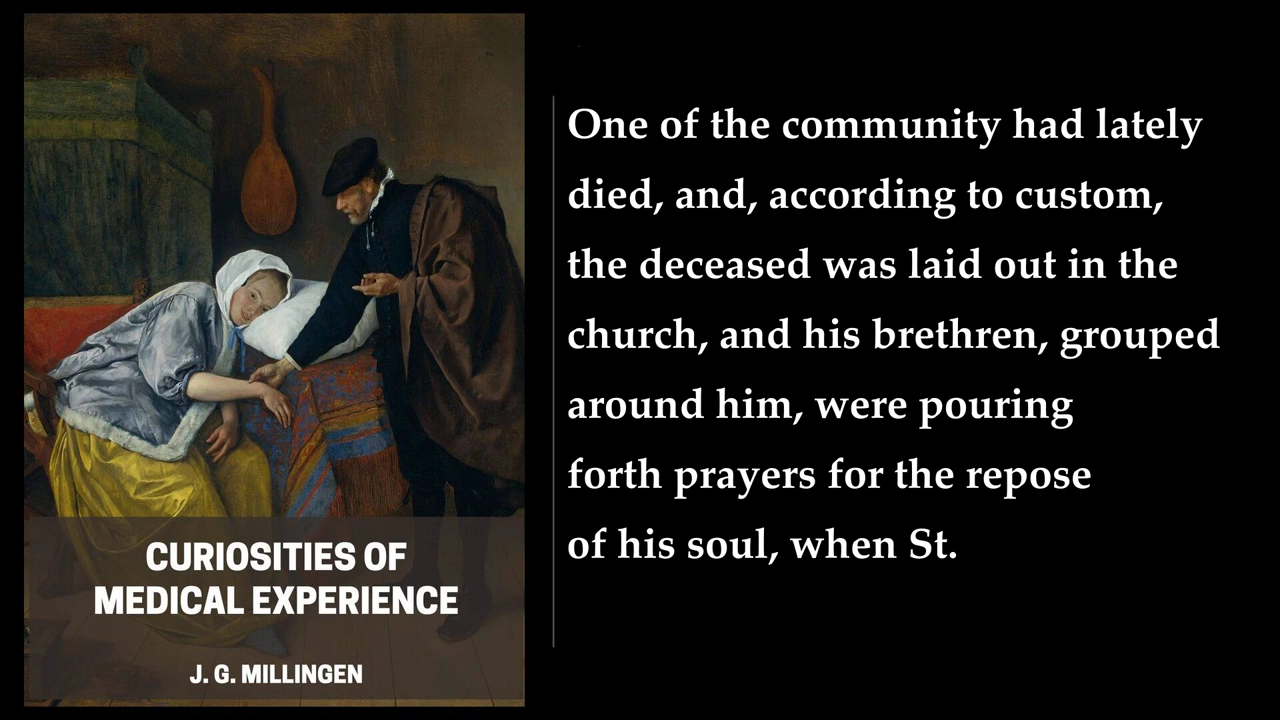 CURIOSITIES OF
MEDICAL EXPERIENCE
J. G. MILLINGEN
One of the community had lately
died, and, according to custom,
the deceased was laid out in the
church, and his brethren, grouped
around him, were pouring
forth prayers for the repose
of his soul, when St.